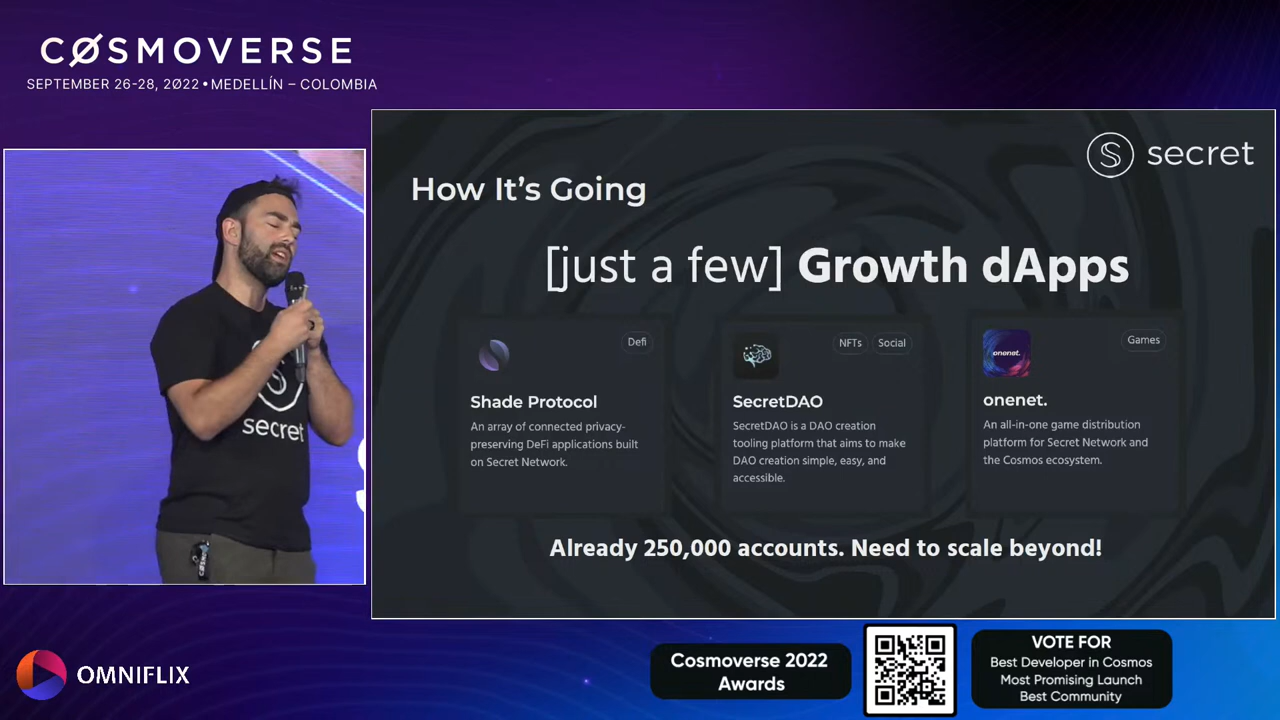 CØSMOVERSE
SEPTEMBER 26-28, 2022 • MEDELLÍN – COLOMBIA
secret
How It's Going
[just a few] Growth dApps
Defi
Shade Protocol
An array of connected privacy-
preserving DeFi applications built
on Secret Network.
NFTs
Social
SecretDAO
SecretDAO is a DAO creation
tooling platform that aims to make
DAO creation simple, easy, and
accessible.
onenet.
Games
onenet.
An all-in-one game distribution
platform for Secret Network and
the Cosmos ecosystem.
Already 250,000 accounts. Need to scale beyond!
secret
OMNIFLIX
Cosmoverse 2022
Awards
VOTE FOR
Best Developer in Cosmos
Most Promising Launch
Best Community